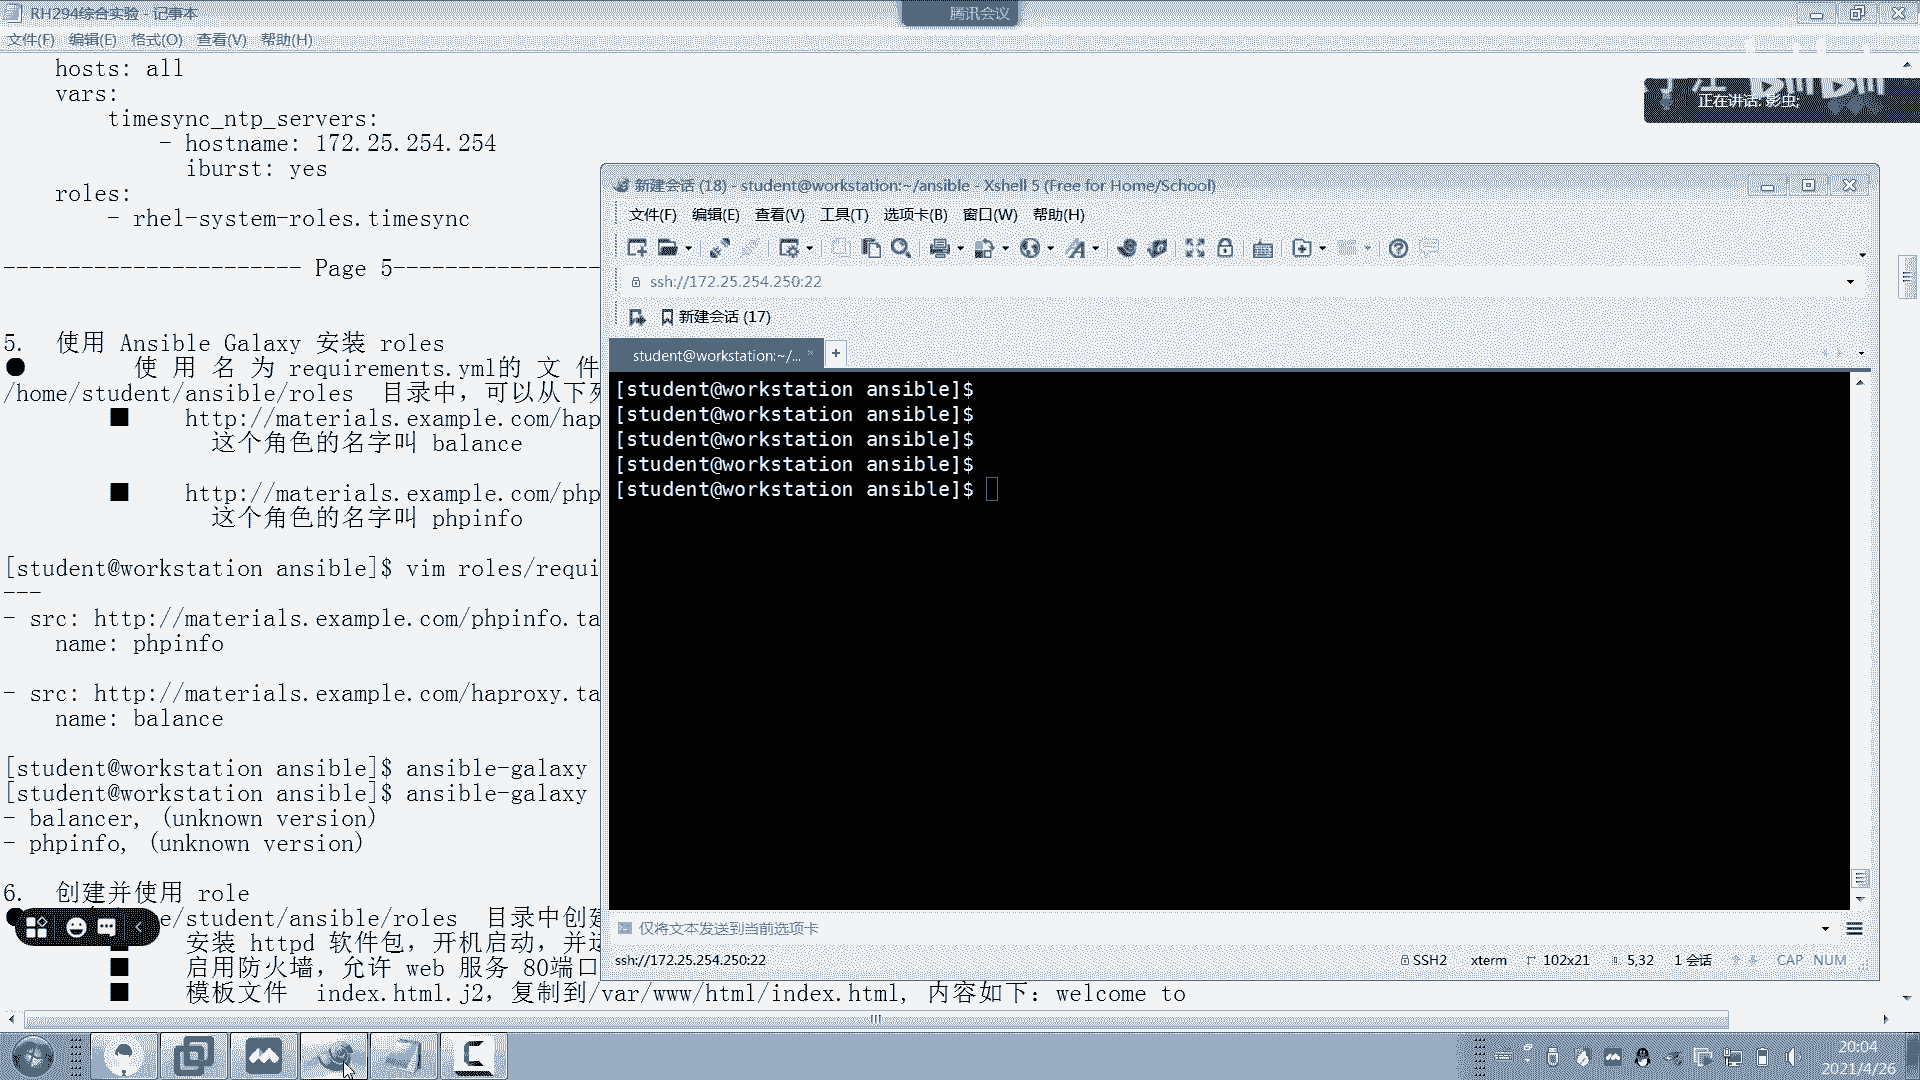 RH294综合实验 - 记事本
腾讯会议
文件(F) 编辑(E) 格式(O) 查看(V) 帮助(H)
正在讲话: 影虫;
hosts: all
vars:
timesync_ntp_servers:
- hostname: 172.25.254.254
iburst: yes
roles:
- rhel-system-roles.timesync
----------------------- Page 5----------------
5. 使用 Ansible Galaxy 安装 roles
● 使 用 名 为 requirements.yml的 文 件
/home/student/ansible/roles 目录中，可以从下
■ http://materials.example.com/hap
这个角色的名字叫 balance
■ http://materials.example.com/php
这个角色的名字叫 phpinfo
[student@workstation ansible]$ vim roles/requi
---
- src: http://materials.example.com/phpinfo.ta
name: phpinfo
- src: http://materials.example.com/haproxy.ta
name: balance
[student@workstation ansible]$ ansible-galaxy
[student@workstation ansible]$ ansible-galaxy
- balancer, (unknown version)
- phpinfo, (unknown version)
6. 创建并使用 role
e/student/ansible/roles 目录中创建
安装 httpd 软件包，开机启动，并
■ 启用防火墙，允许 web 服务 80端口
■ 模板文件 index.html.j2，复制到/var/www/html/index.html, 内容如下：welcome to
新建会话 (18) - student@workstation:~/ansible - Xshell 5 (Free for Home/School)
文件(F) 编辑(E) 查看(V) 工具(T) 选项卡(B) 窗口(W) 帮助(H)
ssh://172.25.254.250:22
新建会话 (17)
student@workstation:~/... × +
[student@workstation ansible]$
[student@workstation ansible]$
[student@workstation ansible]$
[student@workstation ansible]$
[student@workstation ansible]$
仅将文本发送到当前选项卡
ssh://172.25.254.250:22 SSH2 xterm 102x21 5,32 1 会话 CAP NUM
20:04
2021/4/26